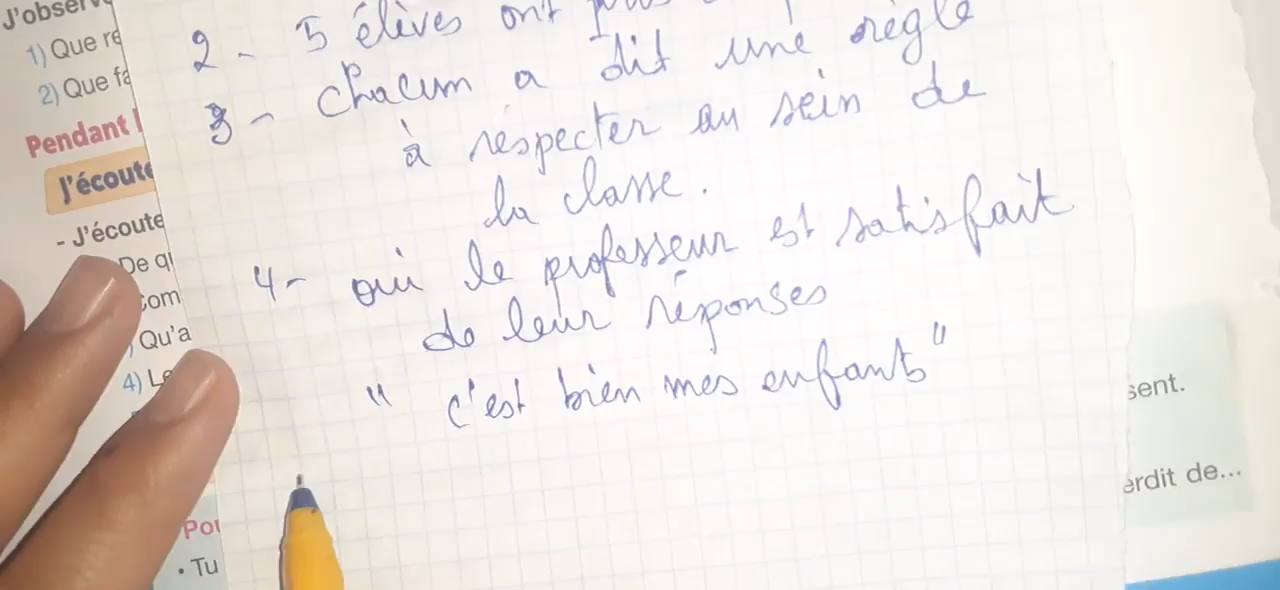 J'observ
1) Que re
2) Que fa
Pendant l
J'écoute
- J'écoute
De q
com
Qu'a
4) Le
Pou
• Tu
2 - 5 élèves ont
3 - chacun a dit une règle
à réspecter au sein de
la classe.
4 - oui le professeur est satisfait
de leur réponses
" c'est bien mes enfants "
sent.
erdit de...